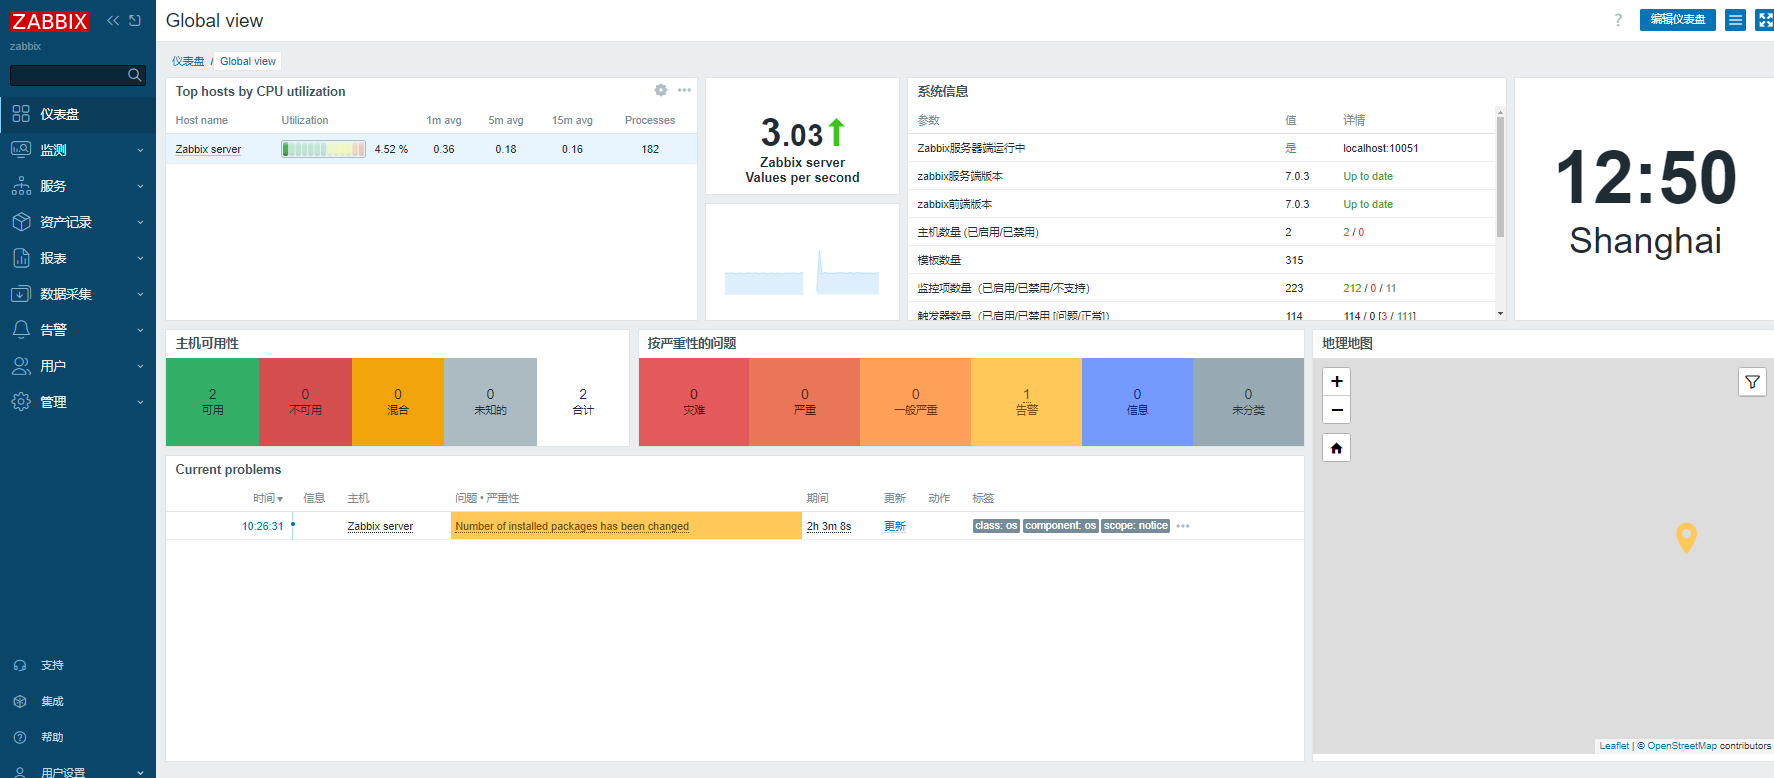 ZABBIX
zabbix
仪表盘
监测
服务
资产记录
报表
数据采集
告警
用户
管理
支持
集成
帮助
用户设置
Global view
?
编辑仪表盘
仪表盘 / Global view
Top hosts by CPU utilization
Host name Utilization 1m avg 5m avg 15m avg Processes
Zabbix server 4.52 % 0.36 0.18 0.16 182
3.03
Zabbix server
Values per second
系统信息
参数 值 详情
Zabbix服务器端运行中 是 localhost:10051
zabbix服务端版本 7.0.3 Up to date
zabbix前端版本 7.0.3 Up to date
主机数量 (已启用/已禁用) 2 2 / 0
模板数量 315
监控项数量（已启用/已禁用/不支持） 223 212 / 0 / 11
触发器数量（已启用/已禁用 [问题/正常]） 114 114 / 0 [3 / 111]
12:50
Shanghai
主机可用性
2 可用
0 不可用
0 混合
0 未知的
2 合计
按严重性的问题
0 灾难
0 严重
0 一般严重
1 告警
0 信息
0 未分类
地理地图
+
−
Leaflet | © OpenStreetMap contributors
Current problems
时间 信息 主机 问题 • 严重性 期间 更新 动作 标签
10:26:31 Zabbix server Number of installed packages has been changed 2h 3m 8s 更新 class: os component: os scope: notice